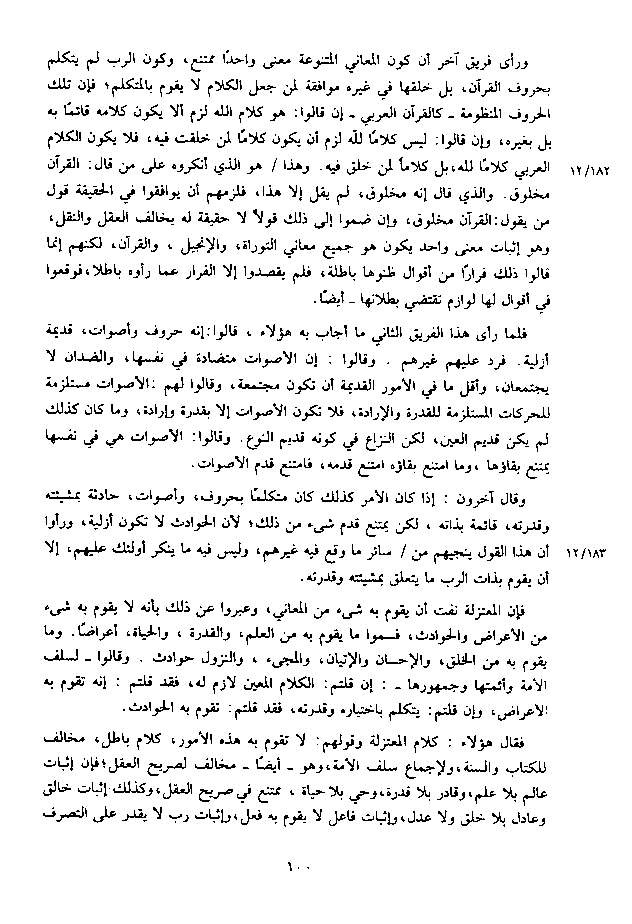 ورأى فريق آخر أن كون المعاني المتنوعة معنى واحدًا ممتنع، وكون الرب لم يتكلم
بحروف القرآن، بل خلقها في غيره موافقة لمن جعل الكلام لا يقوم بالمتكلم؛ فإن تلك
الحروف المنظومة ـ كالقرآن العربي ـ إن قالوا: هو كلام الله لزم ألا يكون كلامه قائمًا به
بل بغيره، وإن قالوا: ليس كلامًا لله لزم أن يكون كلامًا لمن خلقت فيه، فلا يكون الكلام
١٢/١٨٢ العربي كلامًا لله، بل كلاماً لمن خلق فيه. وهذا / هو الذي أنكروه على من قال: القرآن
مخلوق. والذي قال إنه مخلوق، لم يقل إلا هذا، فلزمهم أن يوافقوا في الحقيقة قول
من يقول: القرآن مخلوق، وإن ضموا إلى ذلك قولاً لا حقيقة له يخالف العقل والنقل،
وهو إثبات معنى واحد يكون هو جميع معاني التوراة، والإنجيل ، والقرآن، لكنهم إنما
قالوا ذلك فرارًا من أقوال ظنوها باطلة، فلم يقصدوا إلا الفرار عما رأوه باطلا، فوقعوا
في أقوال لها لوازم تقتضي بطلانها ـ أيضًا.
فلما رأى هذا الفريق الثاني ما أجاب به هؤلاء ، قالوا: إنه حروف وأصوات، قديمة
أزلية. فرد عليهم غيرهم . وقالوا : إن الأصوات متضادة في نفسها، والضدان لا
يجتمعان، وأقل ما في الأمور القديمة أن تكون مجتمعة، وقالوا لهم :الأصوات مستلزمة
للحركات المستلزمة للقدرة والإرادة، فلا تكون الأصوات إلا بقدرة وإرادة، وما كان كذلك
لم يكن قديم العين، لكن النزاع في كونه قديم النوع. وقالوا: الأصوات هي في نفسها
يمتنع بقاؤها ،وما امتنع بقاؤه امتنع قدمه، فامتنع قدم الأصوات.
وقال آخرون : إذا كان الأمر كذلك كان متكلمًا بحروف، وأصوات، حادثة بمشيئته
وقدرته، قائمة بذاته ، لكن يمتنع قدم شىء من ذلك؛ لأن الحوادث لا تكون أزلية، ورأوا
١٢/١٨٣ أن هذا القول ينجيهم من / سائر ما وقع فيه غيرهم، وليس فيه ما ينكر أولئك عليهم، إلا
أن يقوم بذات الرب ما يتعلق بمشيئته وقدرته.
فإن المعتزلة نفت أن يقوم به شىء من المعاني، وعبروا عن ذلك بأنه لا يقوم به شىء
من الأعراض والحوادث، فسموا ما يقوم به من العلم، والقدرة ، والحياة، أعراضًا. وما
يقوم به من الخلق، والإحسان والإتيان، والمجىء ، والنزول حوادث . وقالوا ـ لسلف
الأمة وأئمتها وجمهورها ـ : إن قلتم: الكلام المعين لازم له، فقد قلتم : إنه تقوم به
الأعراض، وإن قلتم: يتكلم باختياره وقدرته، فقد قلتم: تقوم به الحوادث.
فقال هؤلاء : كلام المعتزلة وقولهم: لا تقوم به هذه الأمور، كلام باطل، مخالف
للكتاب والسنة، ولإجماع سلف الأمة، وهو ـ أيضًا ـ مخالف لصريح العقل؛ فإن إثبات
عالم بلا علم، وقادر بلا قدرة، وحي بلا حياة ، ممتنع في صريح العقل، وكذلك إثبات خالق
وعادل بلا خلق ولا عدل، وإثبات فاعل لا يقوم به فعل، وإثبات رب لا يقدر على التصرف
١٠٠